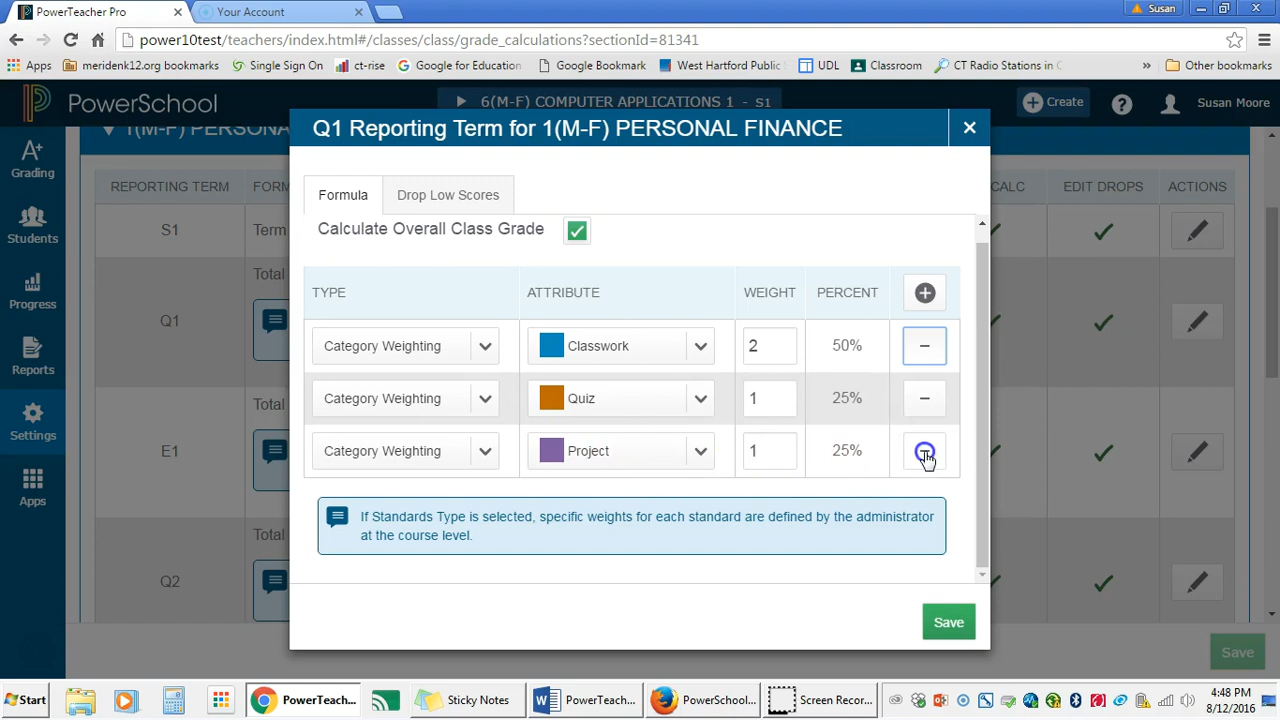 PowerTeacher Pro
Your Account
Susan
power10test/teachers/index.html#/classes/class/grade_calculations?sectionId=81341
Apps
meridenk12.org bookmarks
Single Sign On
ct-rise
Google for Education
Google Bookmark
West Hartford Public
UDL
Classroom
CT Radio Stations in C
»
Other bookmarks
PowerSchool
6(M-F) COMPUTER APPLICATIONS 1 - S1
Create
Susan Moore
1(M-F) PERSONA
Q1 Reporting Term for 1(M-F) PERSONAL FINANCE
Grading
Students
Progress
Reports
Settings
Apps
REPORTING TERM
FORM
CALC
EDIT DROPS
ACTIONS
S1
Term
Q1
Total
E1
Total
Q2
Total
Formula
Drop Low Scores
Calculate Overall Class Grade
TYPE
ATTRIBUTE
WEIGHT
PERCENT
Category Weighting
Classwork
2
50%
Category Weighting
Quiz
1
25%
Category Weighting
Project
1
25%
If Standards Type is selected, specific weights for each standard are defined by the administrator
at the course level.
Save
Save
Start
PowerTeach...
Sticky Notes
PowerTeach...
PowerSchool...
Screen Recor...
4:48 PM
8/12/2016